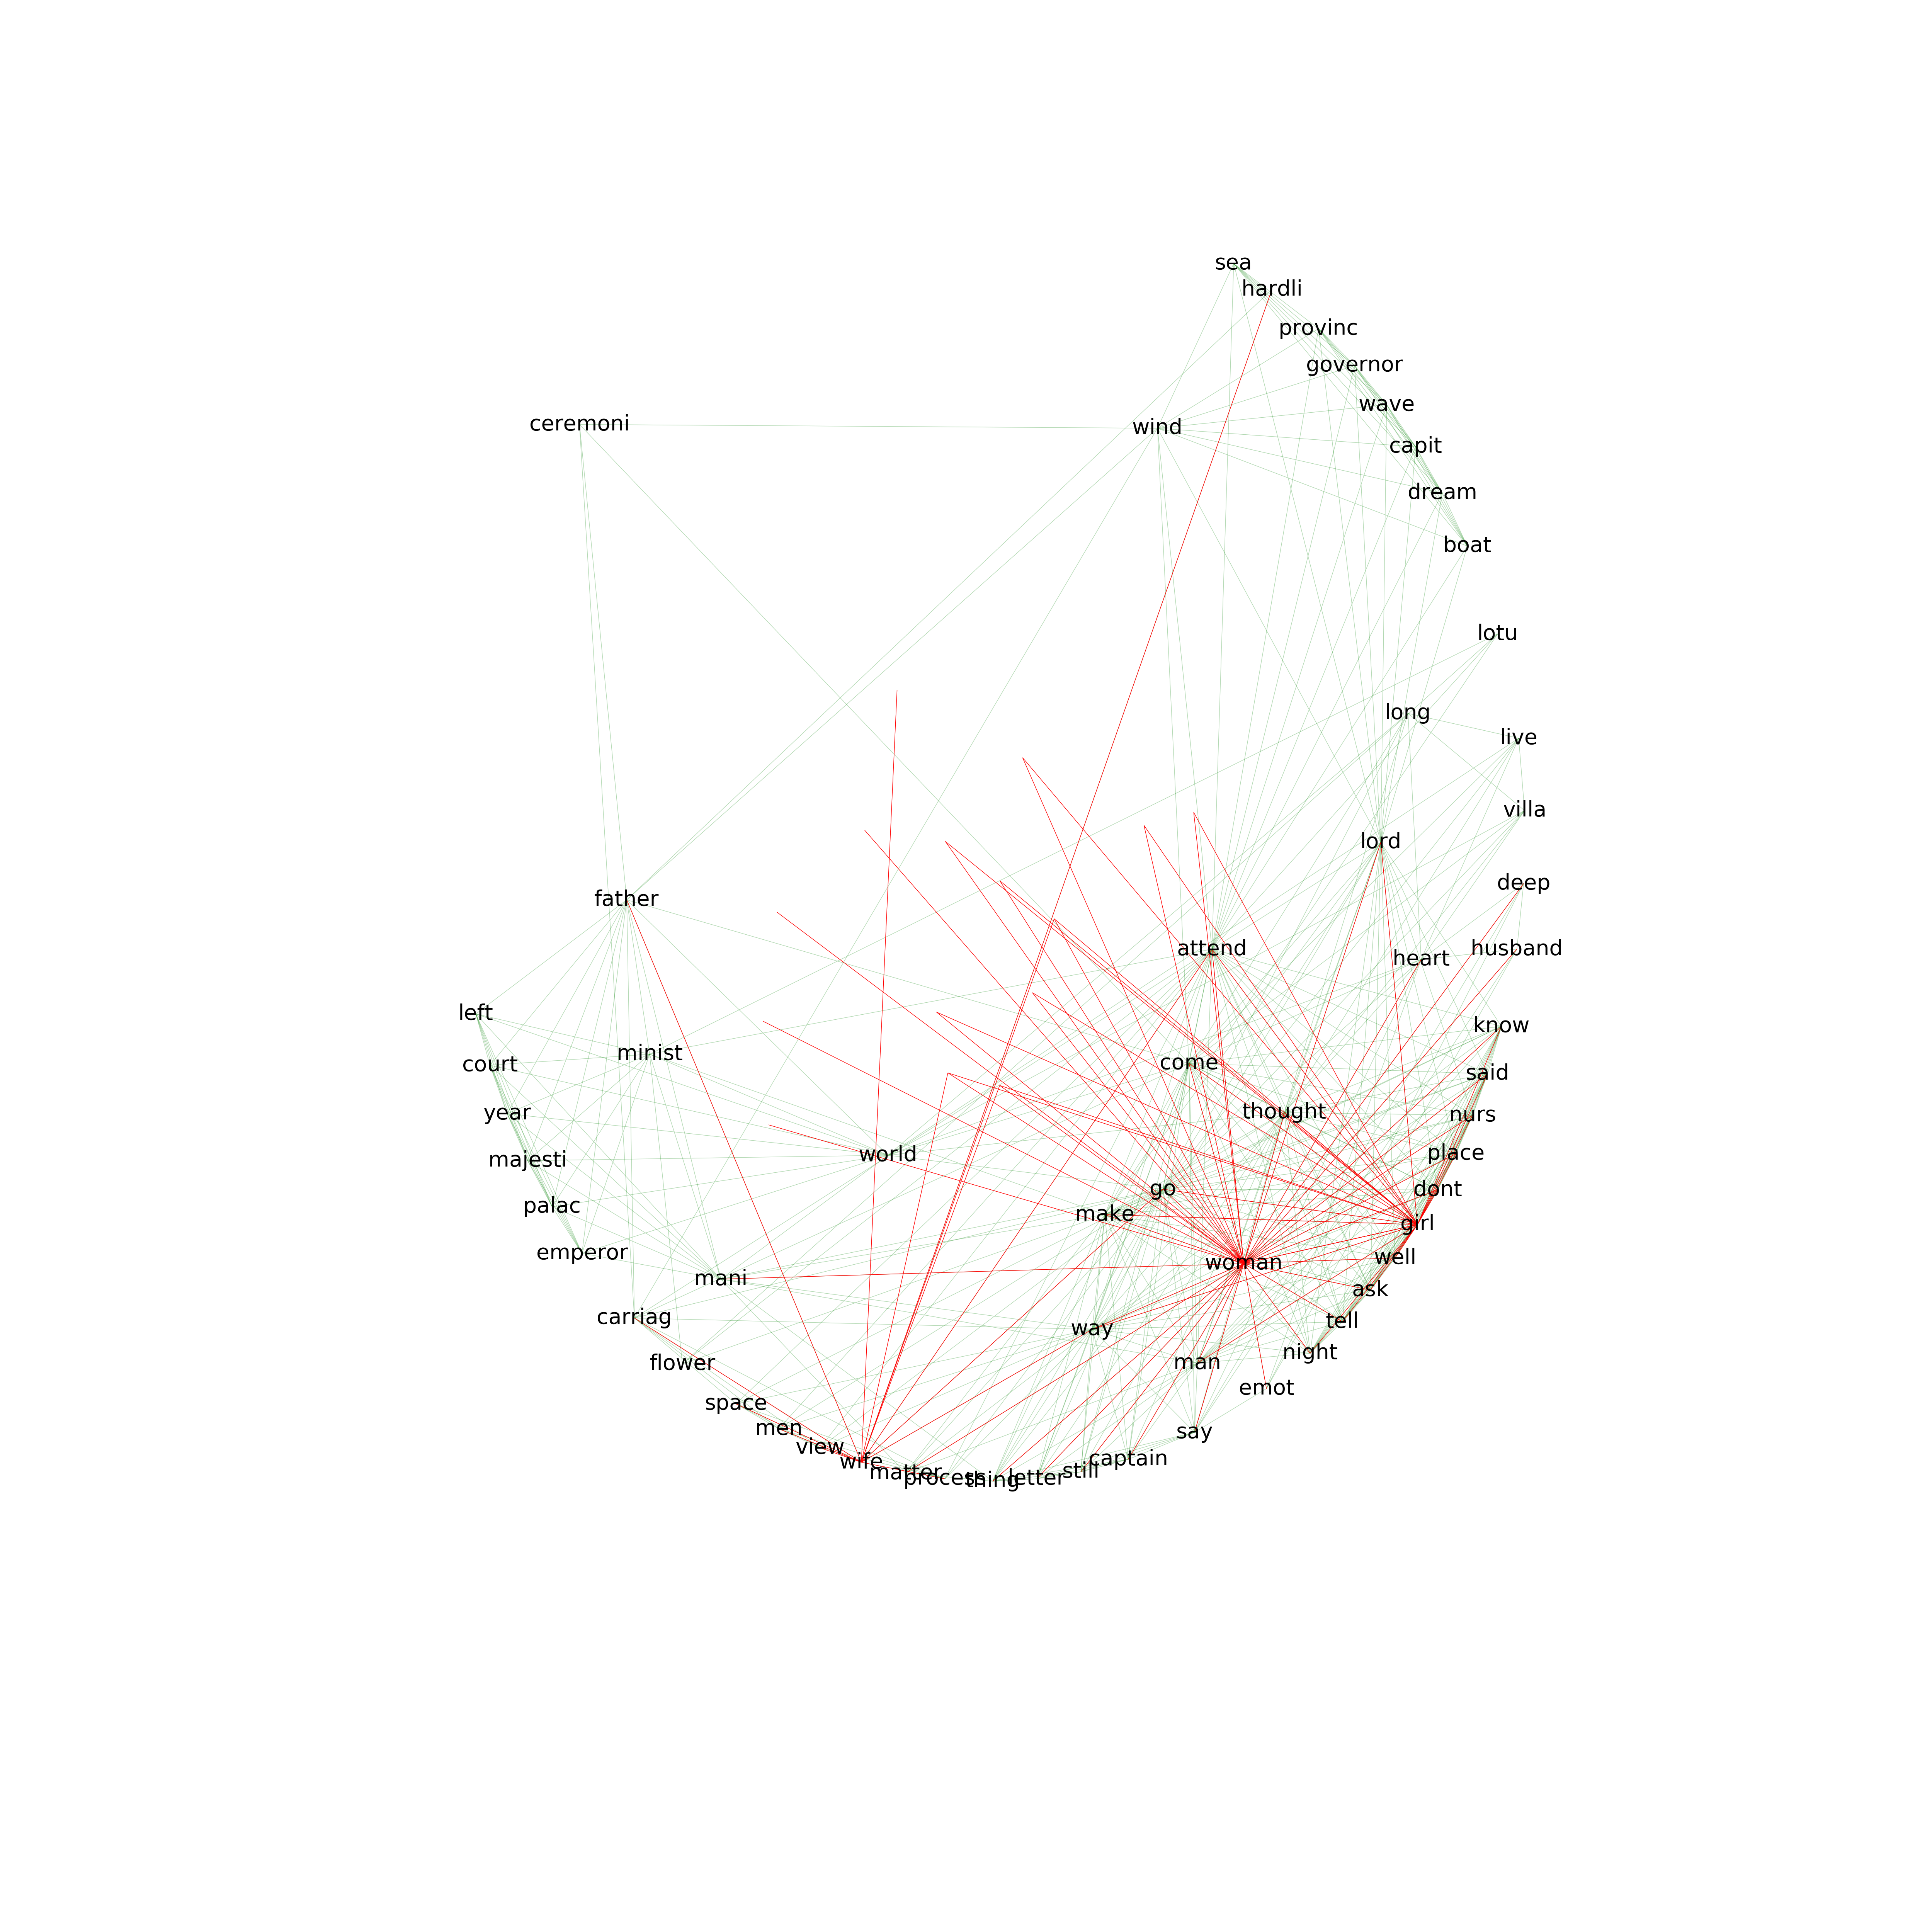 sea
hardli
provinc
governor
wave
ceremoni
wind
capit
dream
boat
lotu
long
live
villa
lord
deep
father
attend
heart
husband
left
know
minist
court
come
said
year
thought
nurs
majesti
world
place
palac
go
dont
make
girl
emperor
mani
woman
well
ask
carriag
way
tell
flower
man
night
emot
space
men
view
say
wife
matter
process
thing
letter
still
captain